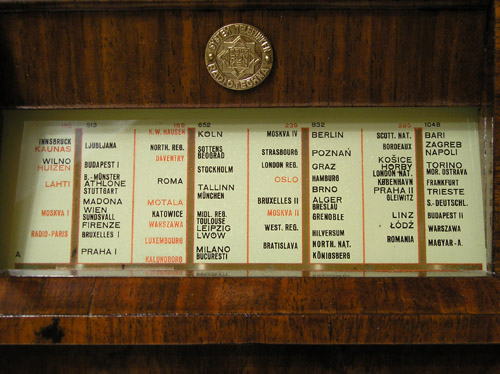 513
652
239
832
1048
INNSBRUCK
KAUNAS
WILNO
HUIZEN
LAHTI
MOSKVA I
RADIO-PARIS
A
LJUBLJANA
BUDAPEST I
B.-MÜNSTER
ATHLONE
STUTTGART
MADONA
WIEN
SUNDSVALL
FIRENZE
BRUXELLES I
PRAHA I
K.W. HAUSEN
NORTH. REG.
DAVENTRY
ROMA
MOTALA
KATOWICE
WARSZAWA
LUXEMBOURG
KALUNDBORG
KÖLN
SOTTENS
BEOGRAD
STOCKHOLM
TALLINN
MÜNCHEN
MIDL. REG.
TOULOUSE
LEIPZIG
LWOW
MILANO
BUCURESTI
MOSKVA IV
STRASBOURG
LONDON REG.
OSLO
BRUXELLES II
MOSKVA II
WEST. REG.
BRATISLAVA
BERLIN
POZNAŃ
GRAZ
HAMBURG
BRNO
ALGER
BRESLAU
GRENOBLE
HILVERSUM
NORTH. NAT.
KÖNIGSBERG
SCOTT. NAT.
BORDEAUX
KOŠICE
HÖRBY
LONDON NAT.
KØBENHAVN
PRAHA II
GLEIWITZ
LINZ
ŁÓDŹ
ROMANIA
BARI
ZAGREB
NAPOLI
TORINO
MOR. OSTRAVA
FRANKFURT
TRIESTE
S.-DEUTSCHL.
BUDAPEST II
WARSZAWA
MAGYAR-A.